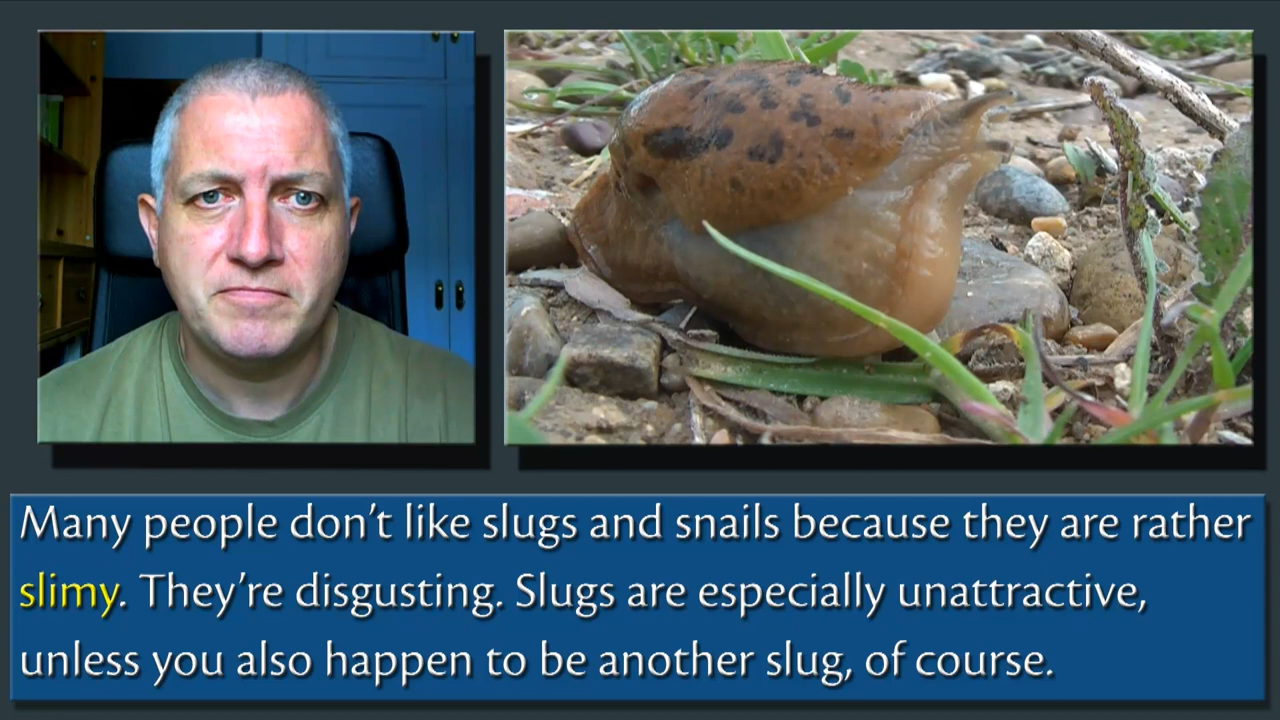 Many people don't like slugs and snails because they are rather
slimy. They're disgusting. Slugs are especially unattractive,
unless you also happen to be another slug, of course.